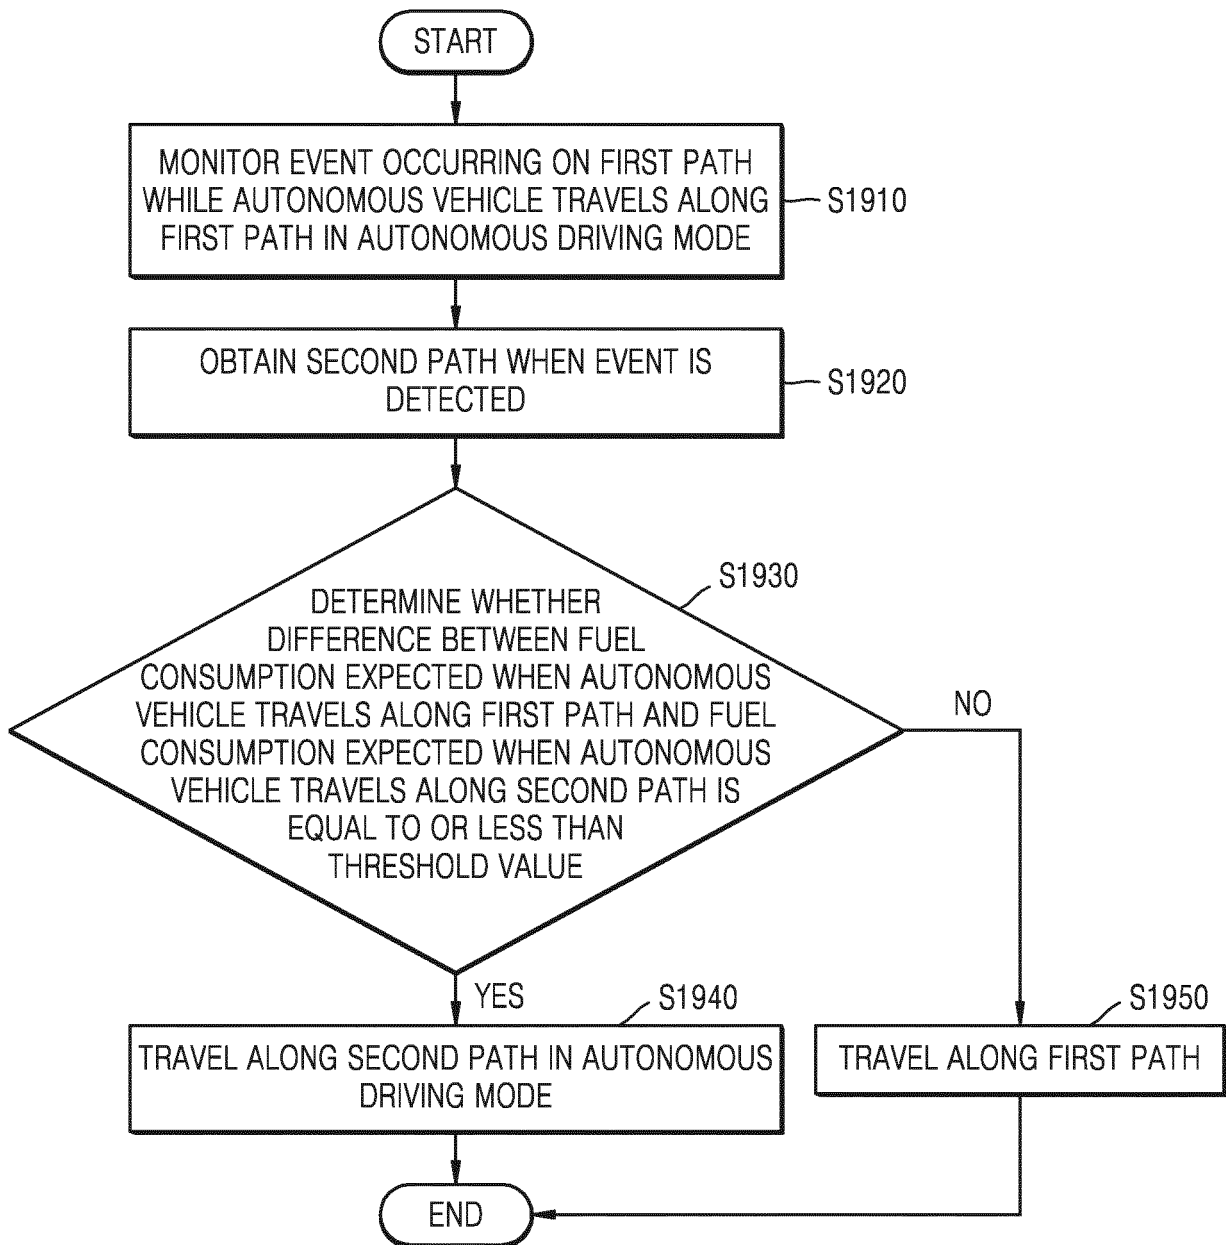 START
MONITOR EVENT OCCURRING ON FIRST PATH
WHILE AUTONOMOUS VEHICLE TRAVELS ALONG
FIRST PATH IN AUTONOMOUS DRIVING MODE
S1910
OBTAIN SECOND PATH WHEN EVENT IS
DETECTED
S1920
S1930
DETERMINE WHETHER
DIFFERENCE BETWEEN FUEL
CONSUMPTION EXPECTED WHEN AUTONOMOUS
VEHICLE TRAVELS ALONG FIRST PATH AND FUEL
CONSUMPTION EXPECTED WHEN AUTONOMOUS
VEHICLE TRAVELS ALONG SECOND PATH IS
EQUAL TO OR LESS THAN
THRESHOLD VALUE
NO
YES
S1940
TRAVEL ALONG SECOND PATH IN AUTONOMOUS
DRIVING MODE
S1950
TRAVEL ALONG FIRST PATH
END